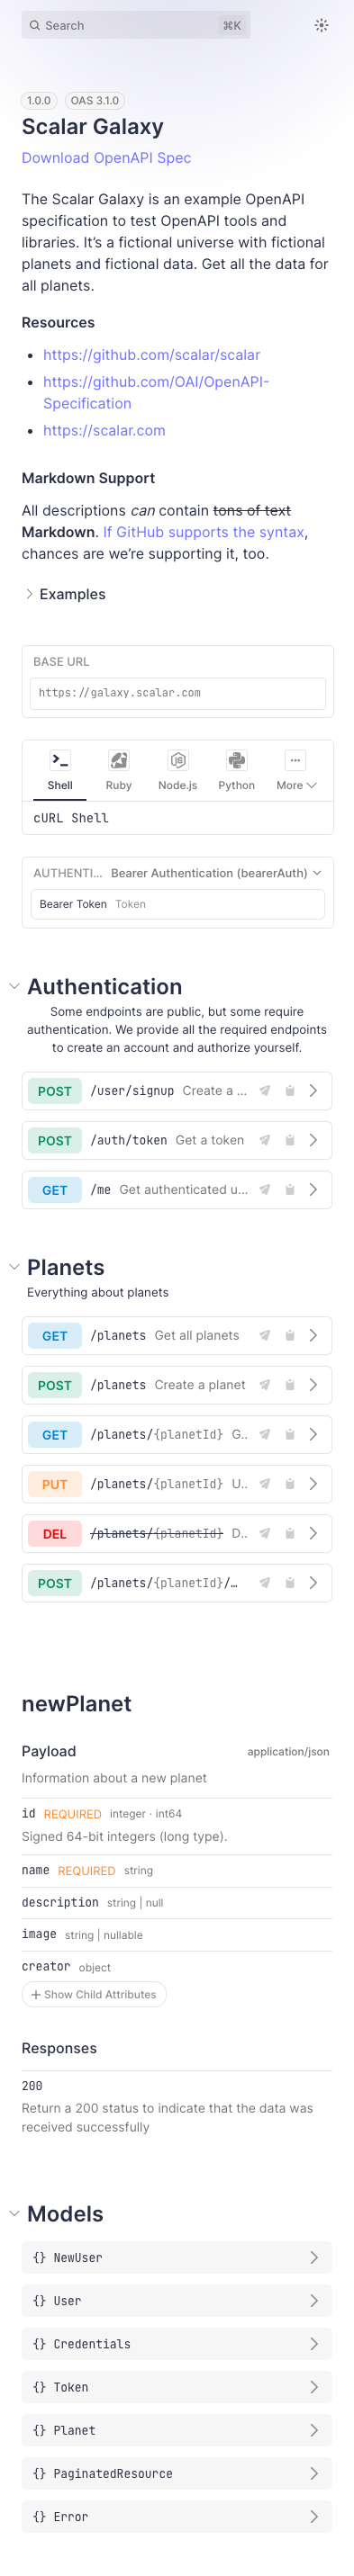 Search ⌘K
1.0.0 OAS 3.1.0
Scalar Galaxy
Download OpenAPI Spec
The Scalar Galaxy is an example OpenAPI
specification to test OpenAPI tools and
libraries. It’s a fictional universe with fictional
planets and fictional data. Get all the data for
all planets.
Resources
• https://github.com/scalar/scalar
• https://github.com/OAI/OpenAPI-
Specification
• https://scalar.com
Markdown Support
All descriptions can contain tons of text
Markdown. If GitHub supports the syntax,
chances are we’re supporting it, too.
Examples
BASE URL
https://galaxy.scalar.com
Shell Ruby Node.js Python More
cURL Shell
AUTHENTI... Bearer Authentication (bearerAuth)
Bearer Token Token
Authentication
Some endpoints are public, but some require
authentication. We provide all the required endpoints
to create an account and authorize yourself.
POST /user/signup Create a ...
POST /auth/token Get a token
GET /me Get authenticated u...
Planets
Everything about planets
GET /planets Get all planets
POST /planets Create a planet
GET /planets/{planetId} G..
PUT /planets/{planetId} U..
DEL /planets/{planetId} D..
POST /planets/{planetId}/…
newPlanet
Payload application/json
Information about a new planet
id REQUIRED integer · int64
Signed 64-bit integers (long type).
name REQUIRED string
description string | null
image string | nullable
creator object
+ Show Child Attributes
Responses
200
Return a 200 status to indicate that the data was
received successfully
Models
{} NewUser
{} User
{} Credentials
{} Token
{} Planet
{} PaginatedResource
{} Error